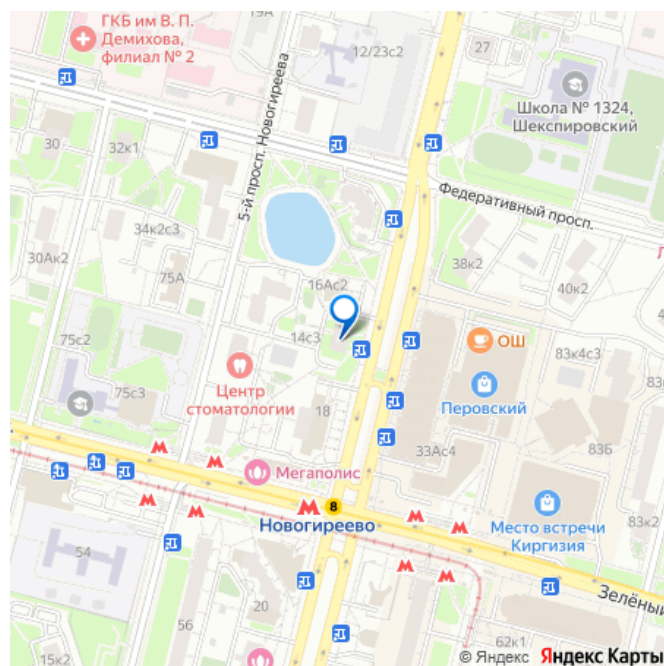 19А
ГКБ им В. П.
Демихова,
филиал № 2
12/23с2
27
Школа № 1324,
Шекспировский
30
32к1
5-й просп. Новогиреева
Федеративный просп.
34к2с3
30Ак2
75А
38к2
40к2
16Ас2
75с2
14с3
ОШ
83к4с3
75с3
Центр
стоматологии
Перовский
18
33Ас4
83Б
Мегаполис
8
Новогиреево
Место встречи
Киргизия
83к2
54
Зелёный
20
56
15к2
62к1
© Яндекс Яндекс Карты